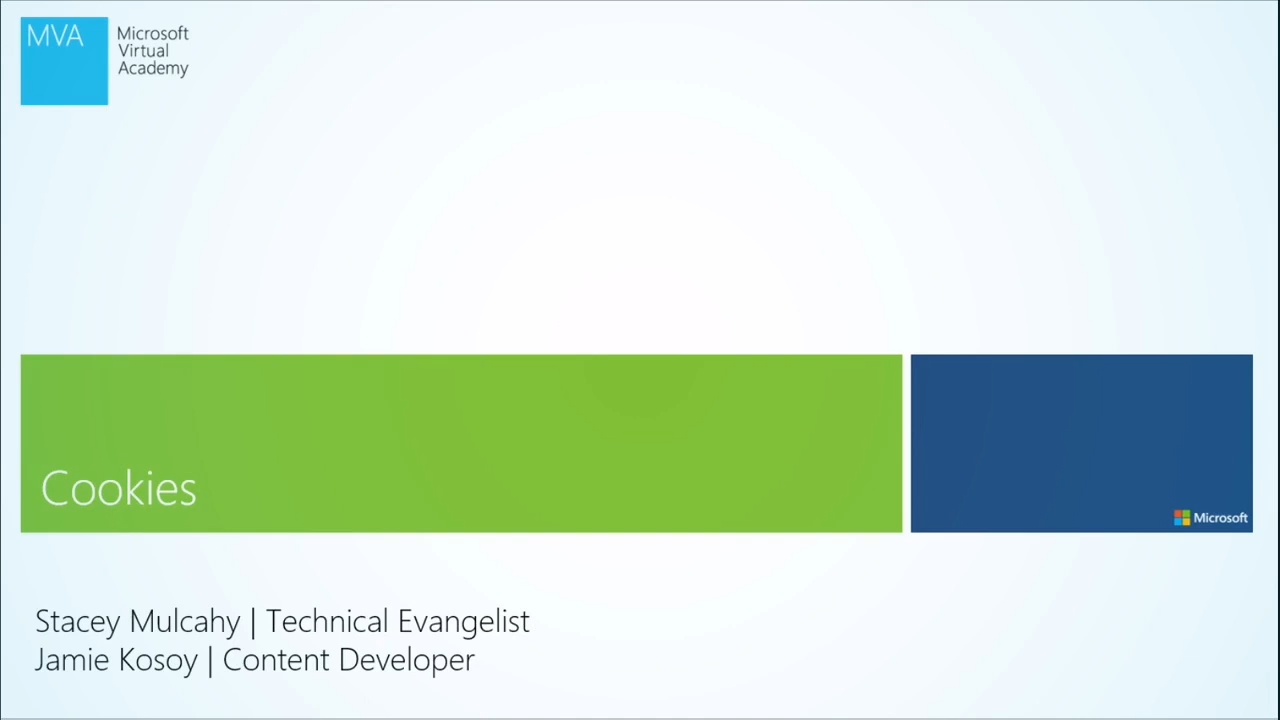 MVA
Microsoft
Virtual
Academy
Cookies
Microsoft
Stacey Mulcahy | Technical Evangelist
Jamie Kosoy | Content Developer